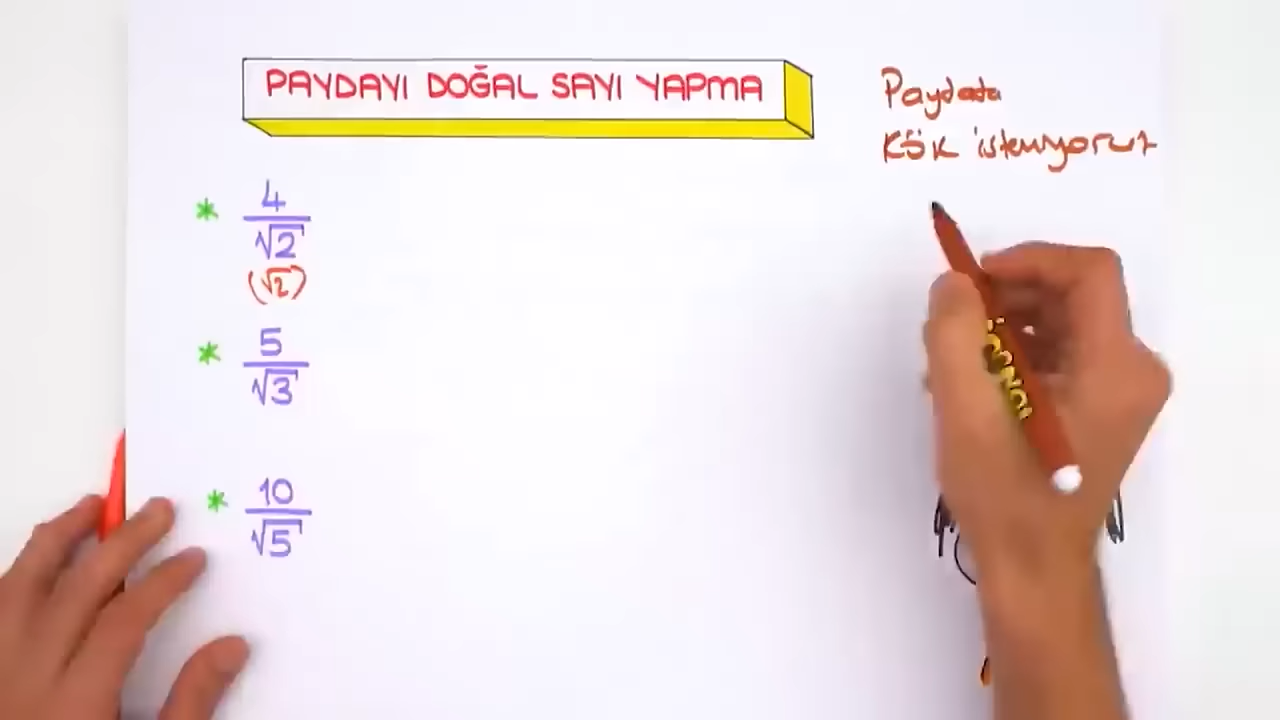 PAYDAYI DOĞAL SAYI YAPMA
Paydada
KÖK istemiyoruz
* 4/√2
(√2)
* 5/√3
* 10/√5